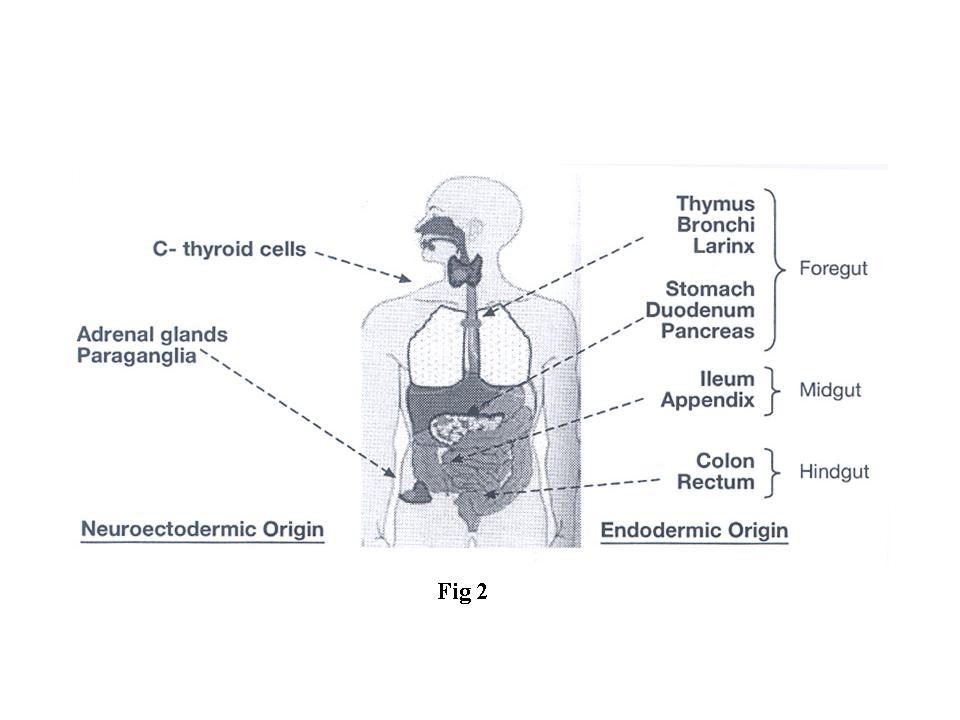 C- thyroid cells
Adrenal glands
Paraganglia
Neuroectodermic Origin
Thymus
Bronchi
Larinx
Foregut
Stomach
Duodenum
Pancreas
Ileum
Appendix
Midgut
Colon
Rectum
Hindgut
Endodermic Origin
Fig 2